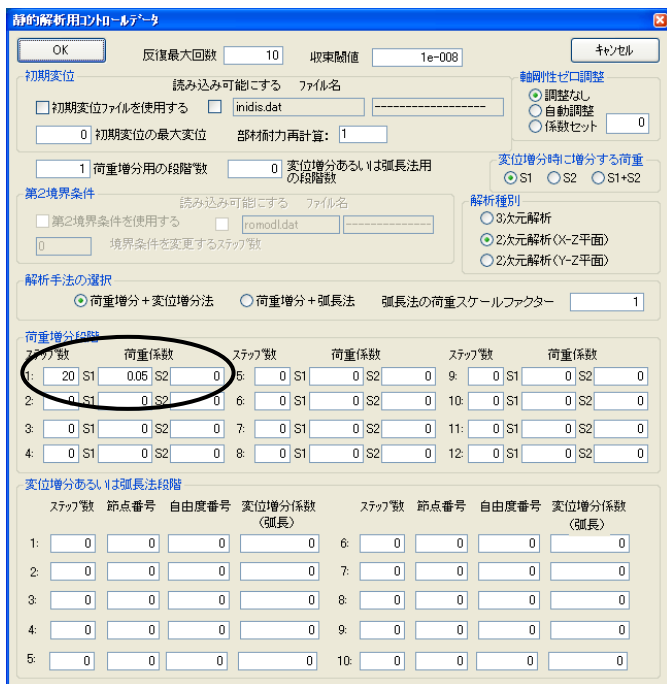 静的解析用コントロールデータ
OK 反復最大回数 10 収束閾値 1e-008 キャンセル
初期変位
読み込み可能にする ファイル名
初期変位ファイルを使用する inidis.dat --------------------
0 初期変位の最大変位 部材耐力再計算: 1
軸剛性ゼロ調整
調整なし
自動調整
係数セット 0
1 荷重増分用の段階数 0 変位増分あるいは弧長法用
の段階数
変位増分時に増分する荷重
S1 S2 S1+S2
第2境界条件
読み込み可能にする ファイル名
第2境界条件を使用する romodl.dat --------------------
0 境界条件を変更するステップ数
解析種別
3次元解析
2次元解析(X-Z平面)
2次元解析(Y-Z平面)
解析手法の選択
荷重増分+変位増分法 荷重増分+弧長法 弧長法の荷重スケールファクター 1
荷重増分段階
ステップ数 荷重係数 ステップ数 荷重係数 ステップ数 荷重係数
1: 20 S1 0.05 S2 0 5: 0 S1 0 S2 0 9: 0 S1 0 S2 0
2: 0 S1 0 S2 0 6: 0 S1 0 S2 0 10: 0 S1 0 S2 0
3: 0 S1 0 S2 0 7: 0 S1 0 S2 0 11: 0 S1 0 S2 0
4: 0 S1 0 S2 0 8: 0 S1 0 S2 0 12: 0 S1 0 S2 0
変位増分あるいは弧長法段階
ステップ数 節点番号 自由度番号 変位増分係数 ステップ数 節点番号 自由度番号 変位増分係数
(弧長) (弧長)
1: 0 0 0 0 6: 0 0 0 0
2: 0 0 0 0 7: 0 0 0 0
3: 0 0 0 0 8: 0 0 0 0
4: 0 0 0 0 9: 0 0 0 0
5: 0 0 0 0 10: 0 0 0 0